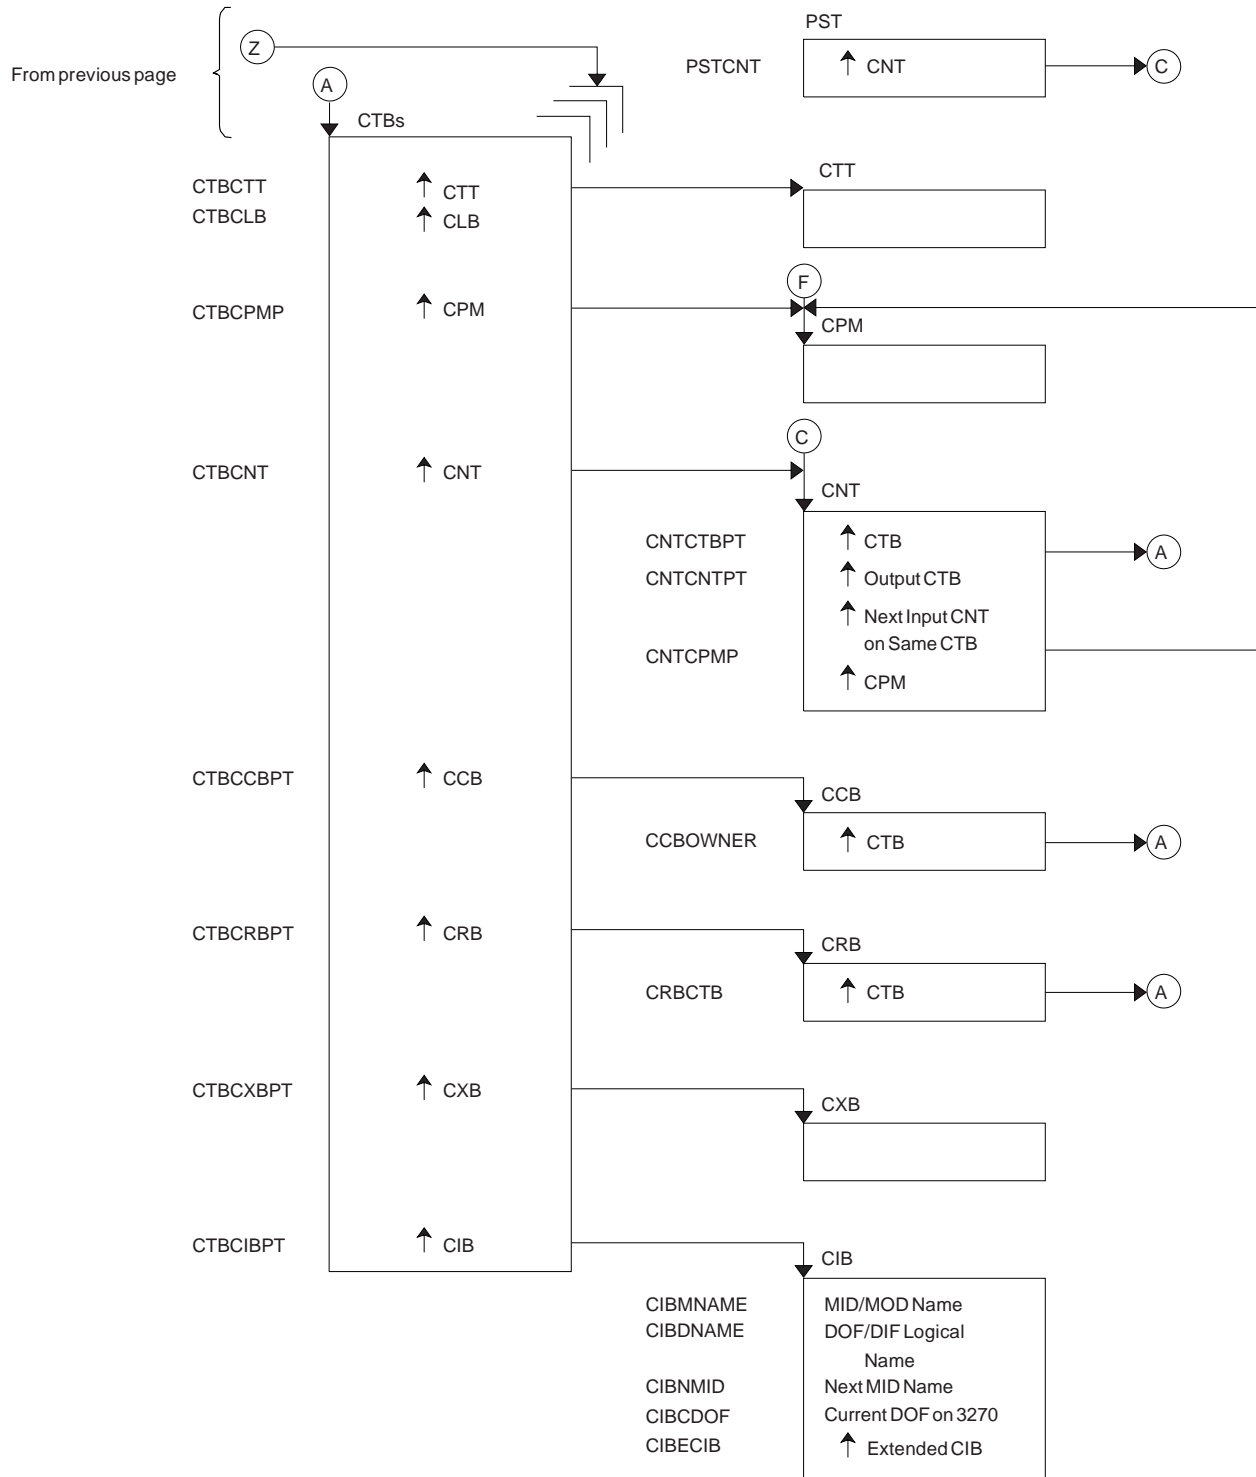 PST
Z
From previous page
PSTCNT
CNT
C
A
CTBs
CTBCTT
CTT
CTT
CTBCLB
CLB
F
CTBCPMP
CPM
CPM
C
CTBCNT
CNT
CNT
CNTCTBPT
CTB
A
CNTCNTPT
Output CTB
Next Input CNT
on Same CTB
CNTCPMP
CPM
CTBCCBPT
CCB
CCB
CCBOWNER
CTB
A
CTBCRBPT
CRB
CRB
CRBCTB
CTB
A
CTBCXBPT
CXB
CXB
CTBCIBPT
CIB
CIB
CIBMNAME
MID/MOD Name
CIBDNAME
DOF/DIF Logical
Name
CIBNMID
Next MID Name
CIBCDOF
Current DOF on 3270
CIBECIB
Extended CIB